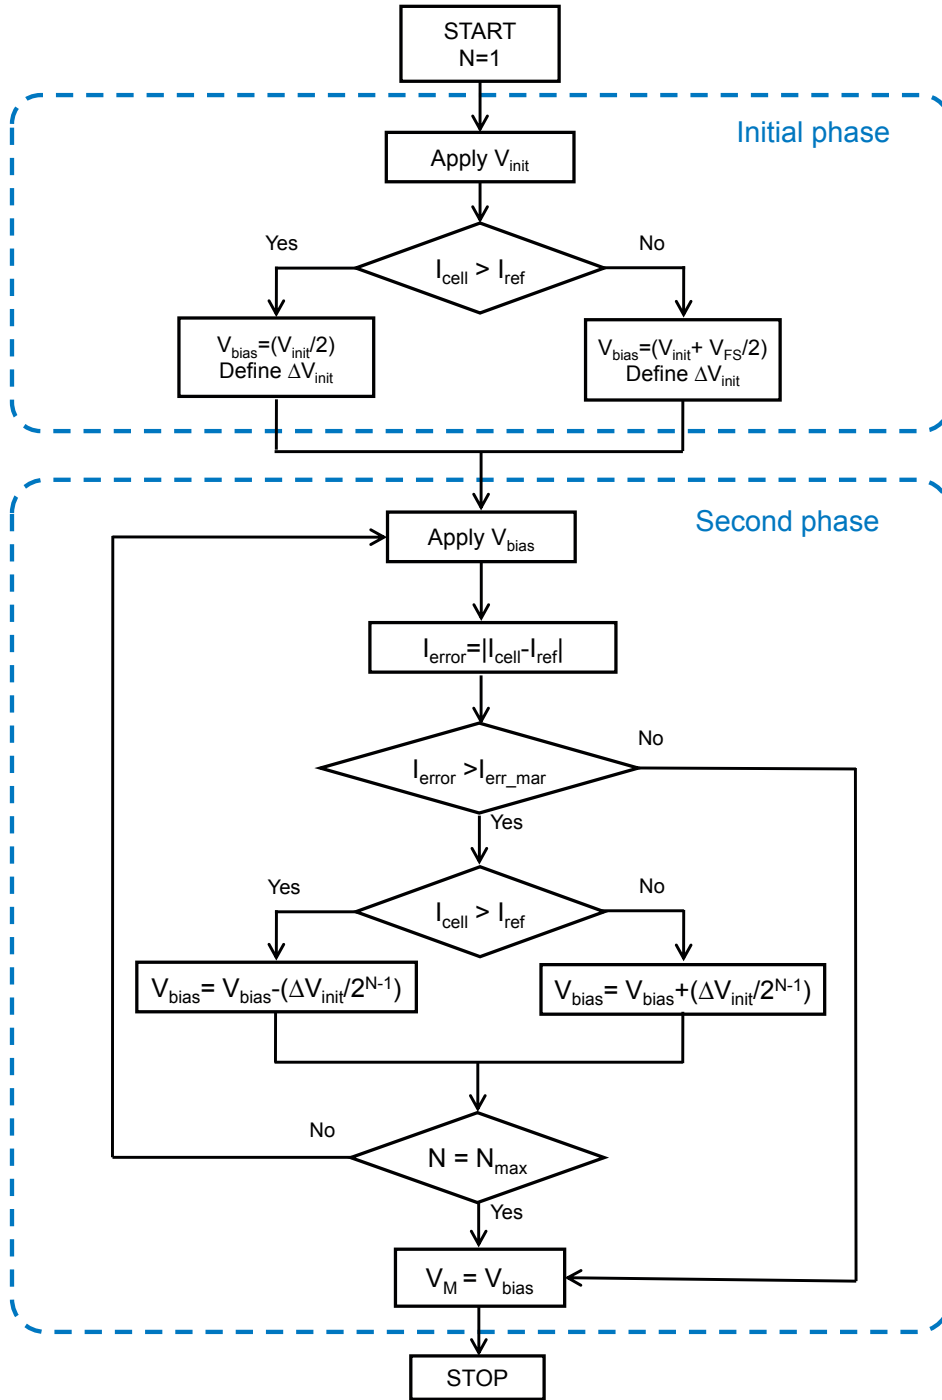 START
N=1
Initial phase
Apply V_init
Yes
No
I_cell > I_ref
V_bias=(V_init/2)
Define ΔV_init
V_bias=(V_init+ V_FS/2)
Define ΔV_init
Second phase
Apply V_bias
I_error=|I_cell-I_ref|
No
I_error >I_err_mar
Yes
Yes
No
I_cell > I_ref
V_bias= V_bias-(ΔV_init/2^N-1)
V_bias= V_bias+(ΔV_init/2^N-1)
No
N = N_max
Yes
V_M = V_bias
STOP